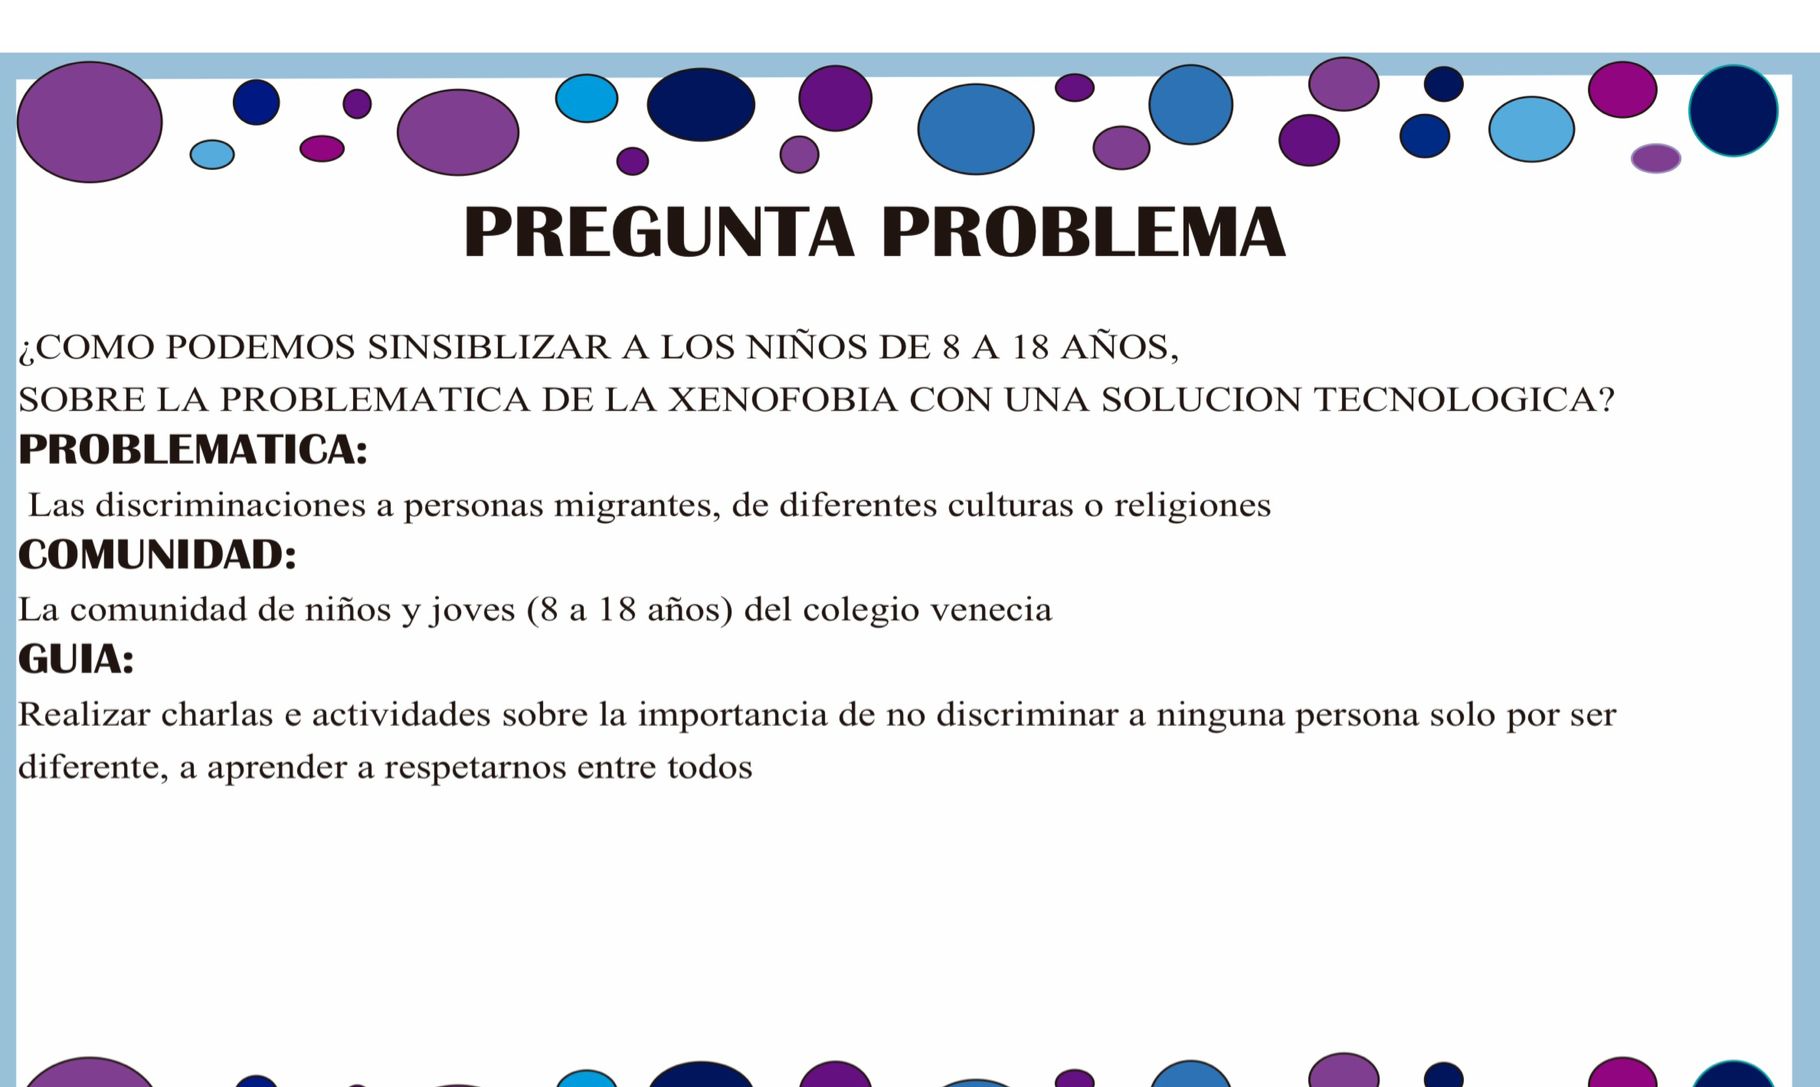 PREGUNTA PROBLEMA
¿COMO PODEMOS SINSIBLIZAR A LOS NIÑOS DE 8 A 18 AÑOS,
SOBRE LA PROBLEMATICA DE LA XENOFOBIA CON UNA SOLUCION TECNOLOGICA?
PROBLEMATICA:
Las discriminaciones a personas migrantes, de diferentes culturas o religiones
COMUNIDAD:
La comunidad de niños y joves (8 a 18 años) del colegio venecia
GUIA:
Realizar charlas e actividades sobre la importancia de no discriminar a ninguna persona solo por ser
diferente, a aprender a respetarnos entre todos